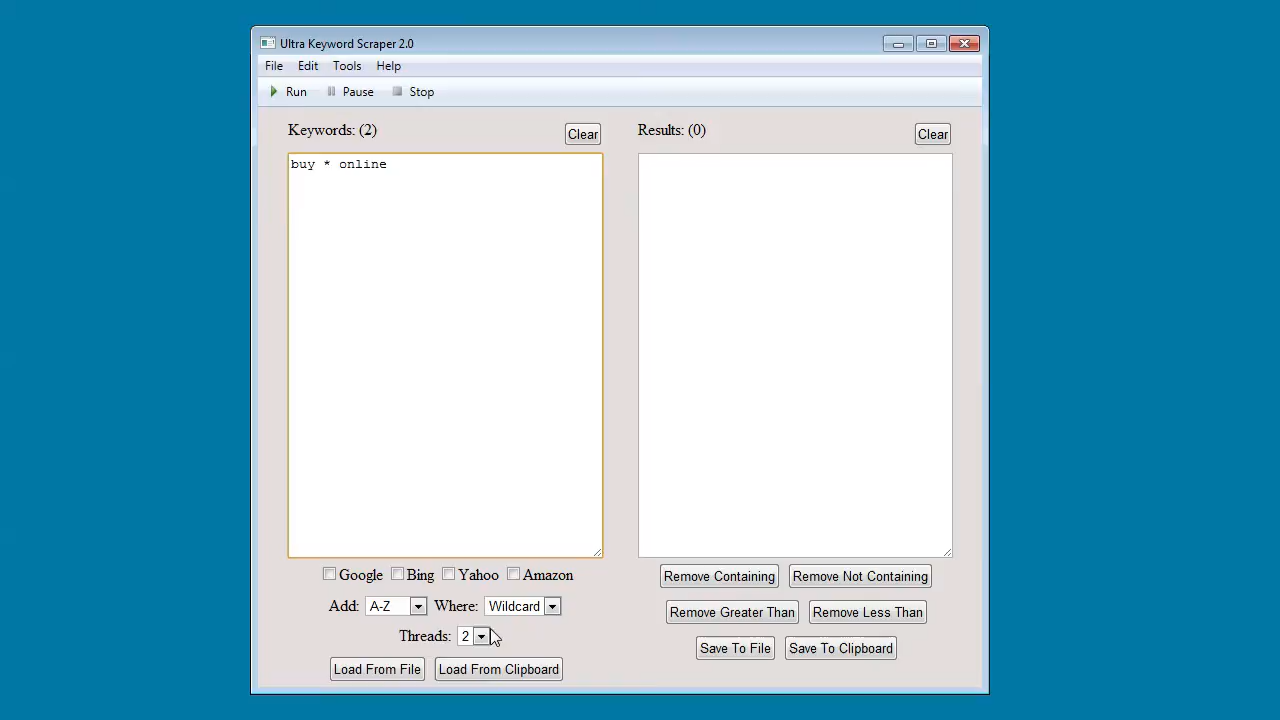 Ultra Keyword Scraper 2.0
File Edit Tools Help
Run Pause Stop
Keywords: (2) Clear Results: (0) Clear
buy * online
Google Bing Yahoo Amazon
Add: A-Z Where: Wildcard
Threads: 2
Load From File Load From Clipboard
Remove Containing Remove Not Containing
Remove Greater Than Remove Less Than
Save To File Save To Clipboard